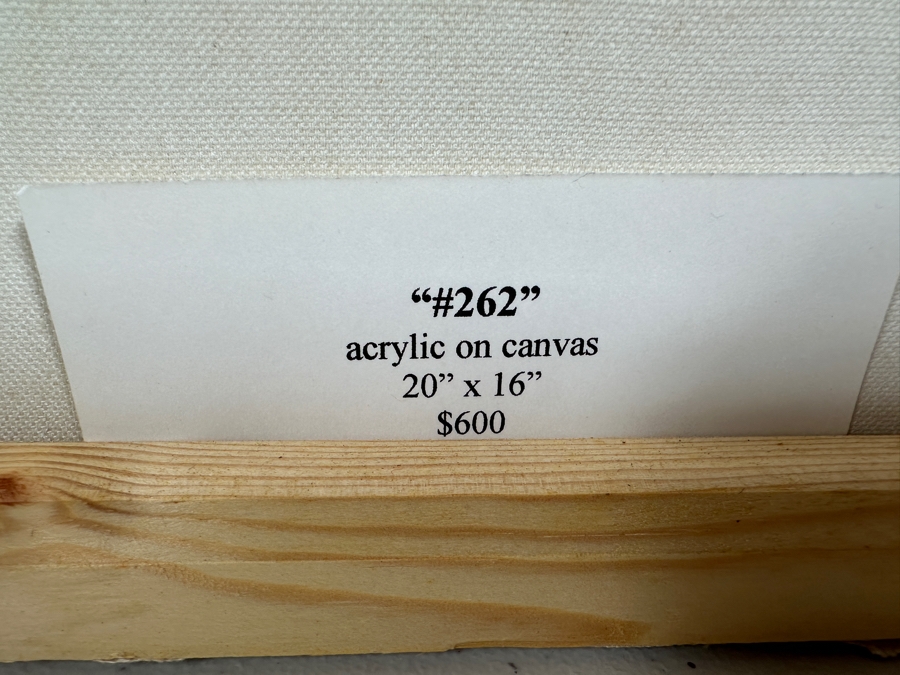 “#262”
acrylic on canvas
20” x 16”
$600